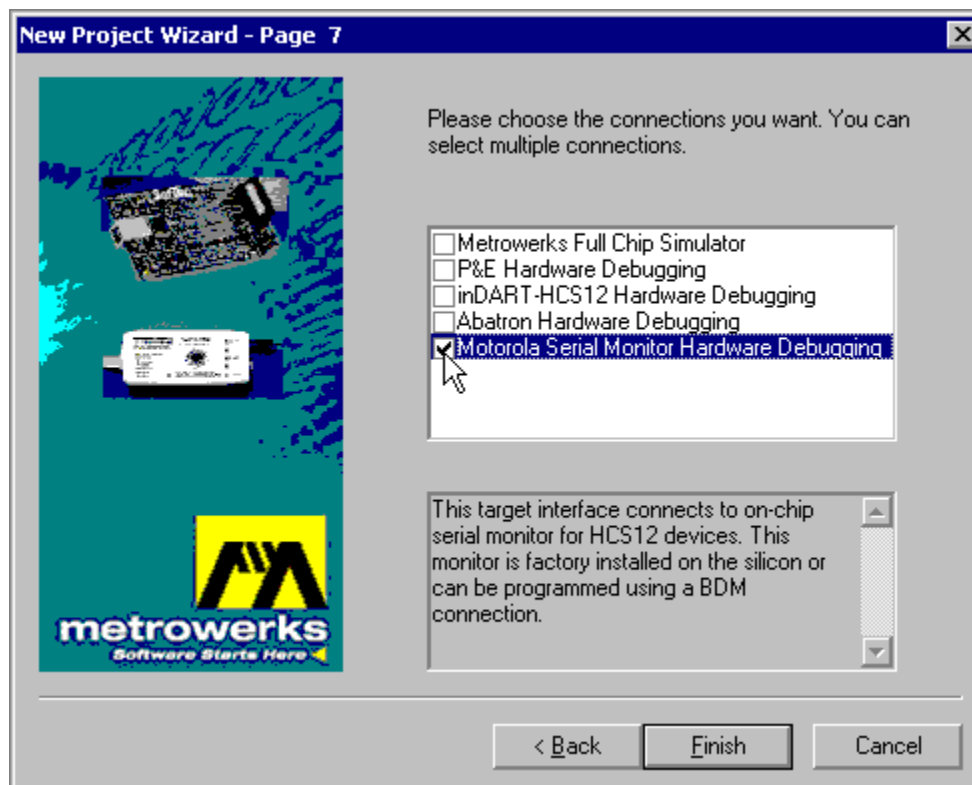 New Project Wizard - Page 7
Please choose the connections you want. You can
select multiple connections.
Metrowerks Full Chip Simulator
P&E Hardware Debugging
inDART-HCS12 Hardware Debugging
Abatron Hardware Debugging
Motorola Serial Monitor Hardware Debugging
This target interface connects to on-chip
serial monitor for HCS12 devices. This
monitor is factory installed on the silicon or
can be programmed using a BDM
connection.
metrowerks
Software Starts Here
< Back
Finish
Cancel